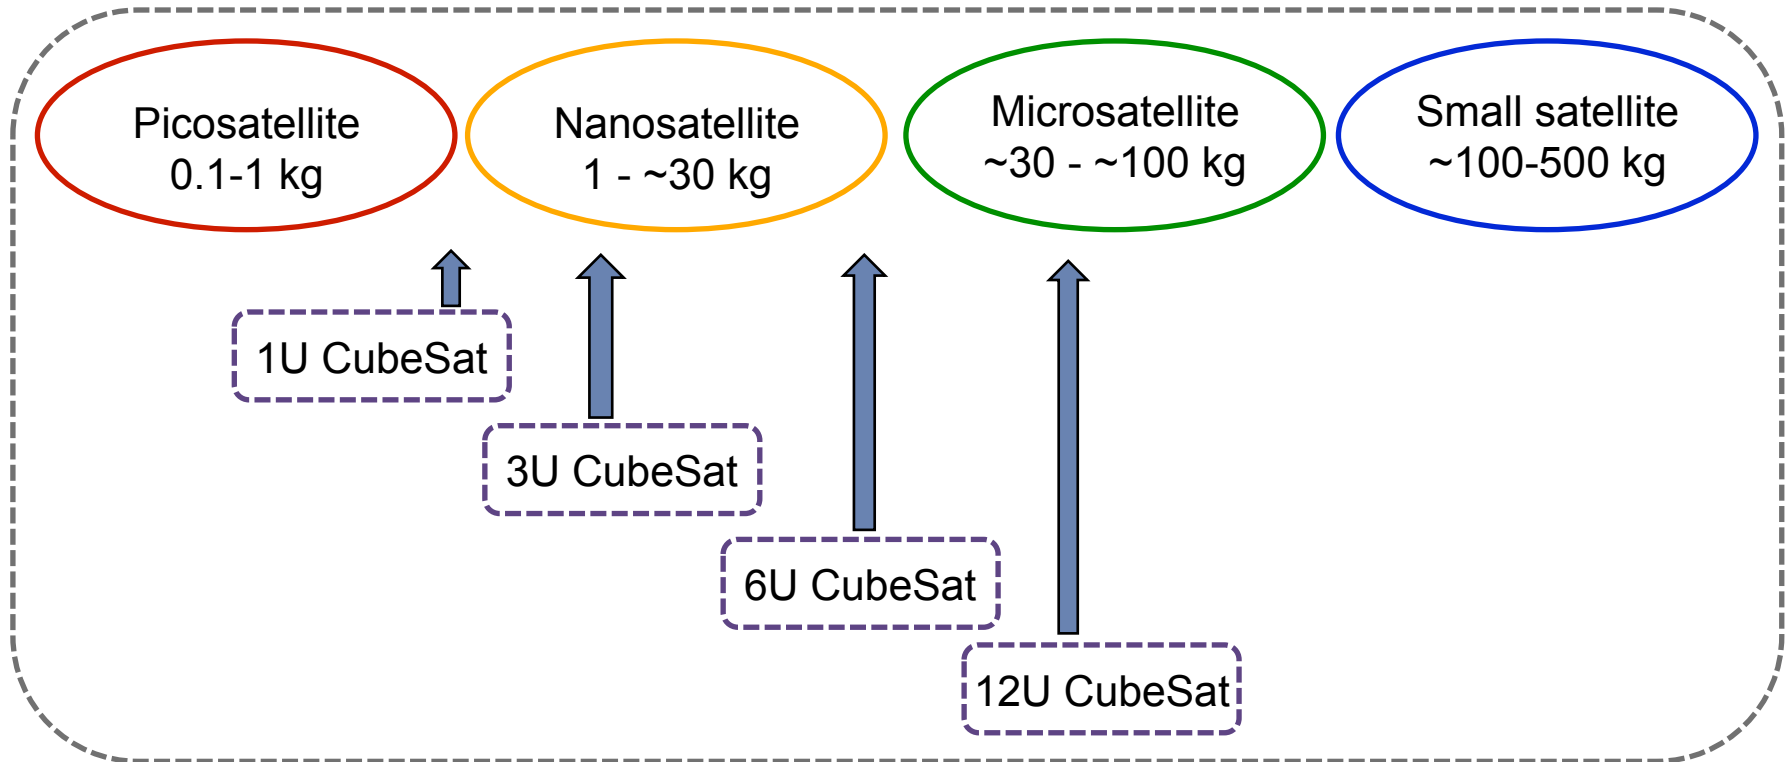 Picosatellite
0.1-1 kg
Nanosatellite
1 - ~30 kg
Microsatellite
~30 - ~100 kg
Small satellite
~100-500 kg
1U CubeSat
3U CubeSat
6U CubeSat
12U CubeSat